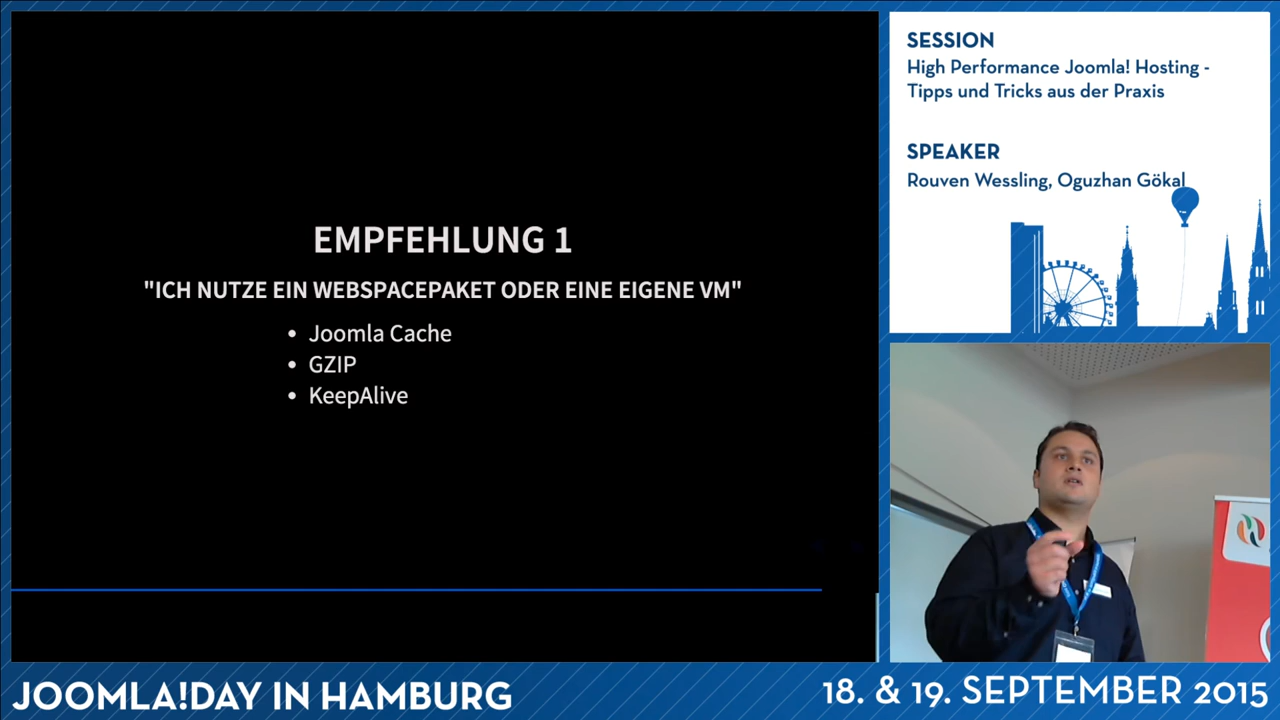 EMPFEHLUNG 1
"ICH NUTZE EIN WEBSPACEPAKET ODER EINE EIGENE VM"
• Joomla Cache
• GZIP
• KeepAlive
SESSION
High Performance Joomla! Hosting -
Tipps und Tricks aus der Praxis
SPEAKER
Rouven Wessling, Oguzhan Gökal
JOOMLA!DAY IN HAMBURG
18. & 19. SEPTEMBER 2015